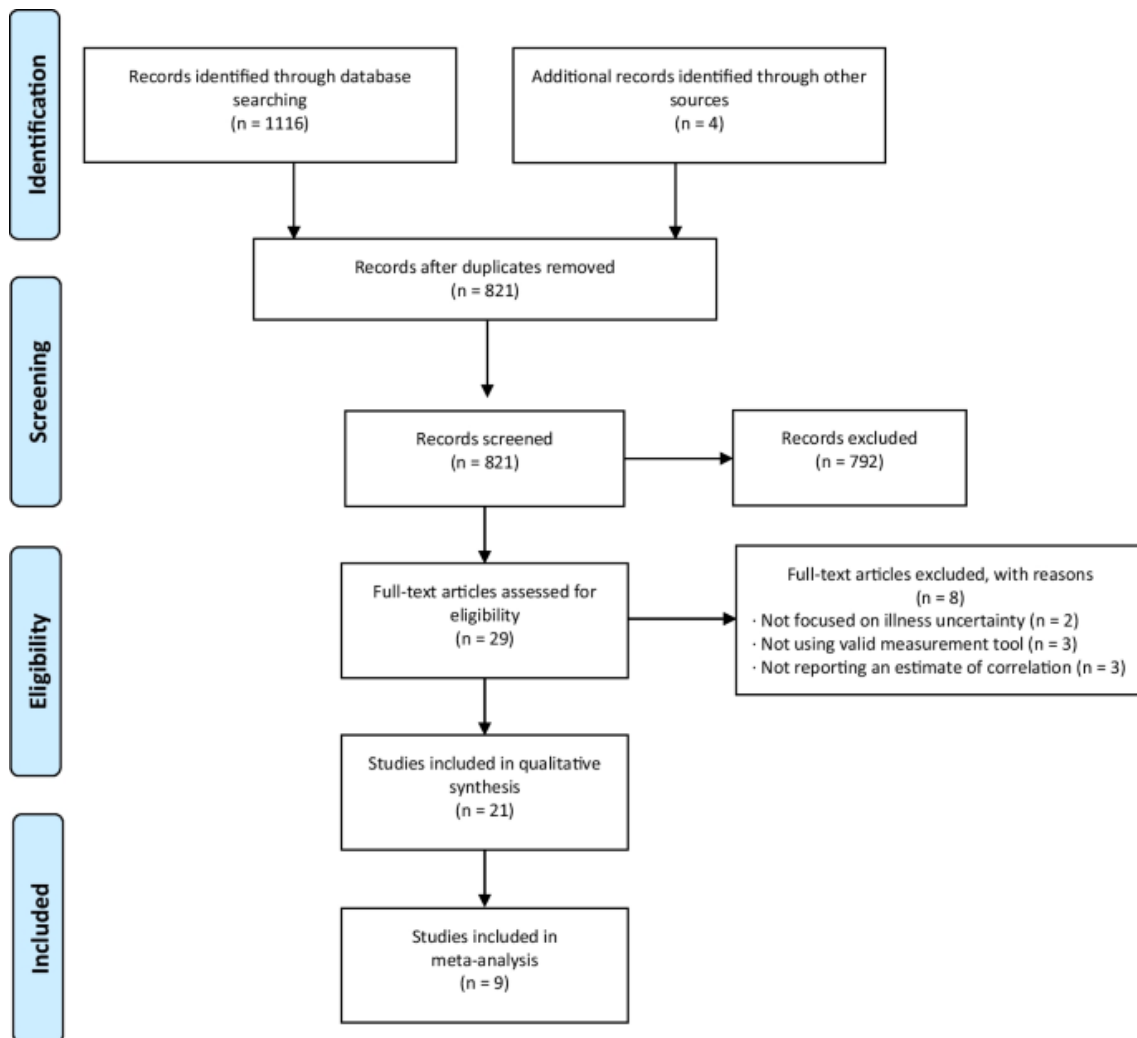 Identification
Records identified through database
searching
(n = 1116)
Additional records identified through other
sources
(n = 4)
Records after duplicates removed
(n = 821)
Screening
Records screened
(n = 821)
Records excluded
(n = 792)
Eligibility
Full-text articles assessed for
eligibility
(n = 29)
Full-text articles excluded, with reasons
(n = 8)
· Not focused on illness uncertainty (n = 2)
· Not using valid measurement tool (n = 3)
· Not reporting an estimate of correlation (n = 3)
Studies included in qualitative
synthesis
(n = 21)
Included
Studies included in
meta-analysis
(n = 9)